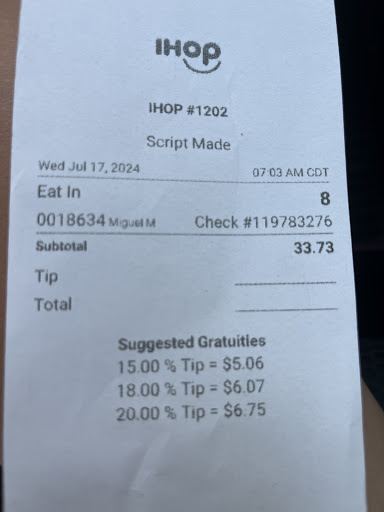 IHOP
IHOP #1202
Script Made
Wed Jul 17, 2024 07:03 AM CDT
Eat In 8
0018634 Miguel M Check #119783276
Subtotal 33.73
Tip
Total
Suggested Gratuities
15.00 % Tip = $5.06
18.00 % Tip = $6.07
20.00 % Tip = $6.75